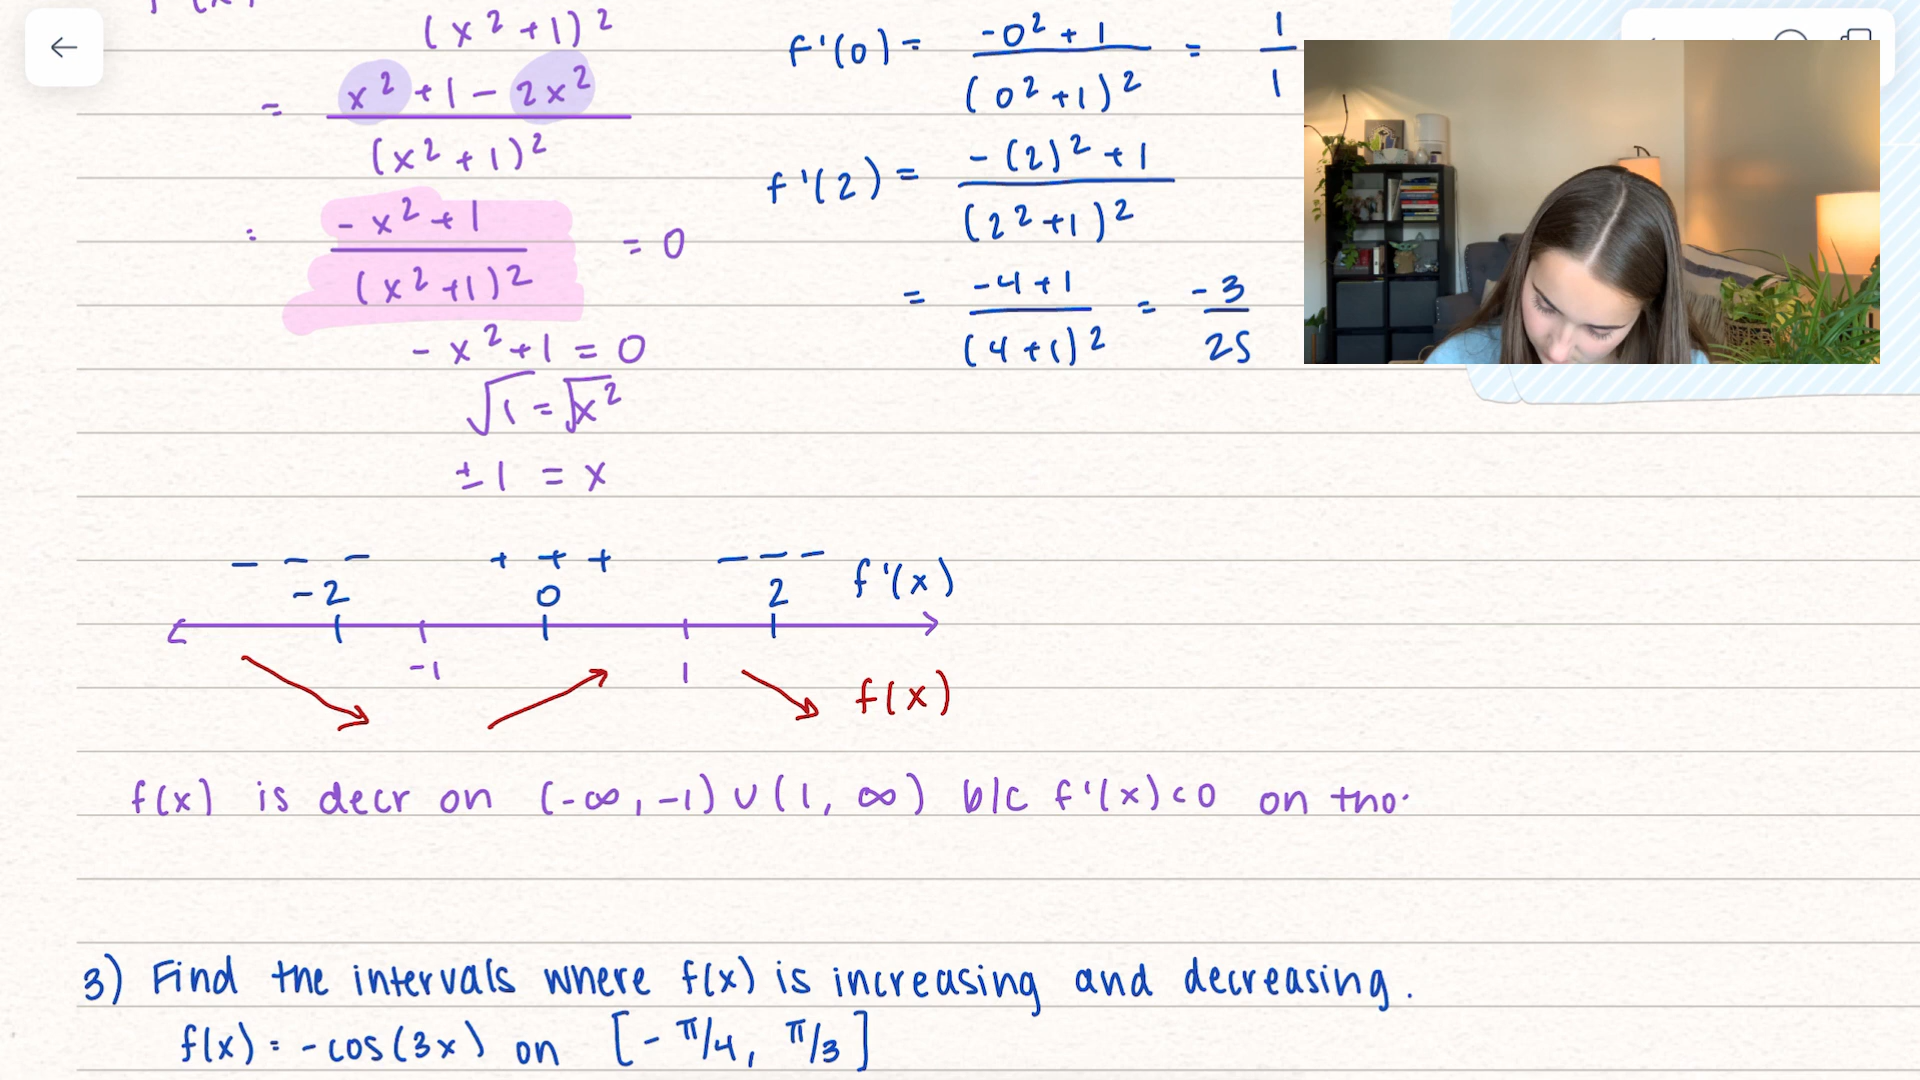 (x² + 1)²
= x² + 1 - 2x²
(x² + 1)²
= -x² + 1
(x² + 1)² = 0
-x² + 1 = 0
√1 = √x²
± 1 = x
f'(0) = -0² + 1 = 1
(0² + 1)² 1
f'(2) = -(2)² + 1
(2² + 1)²
= -4 + 1 = -3
(4 + 1)² 25
- - - + + + - - - f'(x)
-2 0 2
-1 1
f(x)
f(x) is decr on (-∞, -1) ∪ (1, ∞) b/c f'(x) < 0 on tho
3) Find the intervals where f(x) is increasing and decreasing.
f(x) = -cos(3x) on [-π/4, π/3]